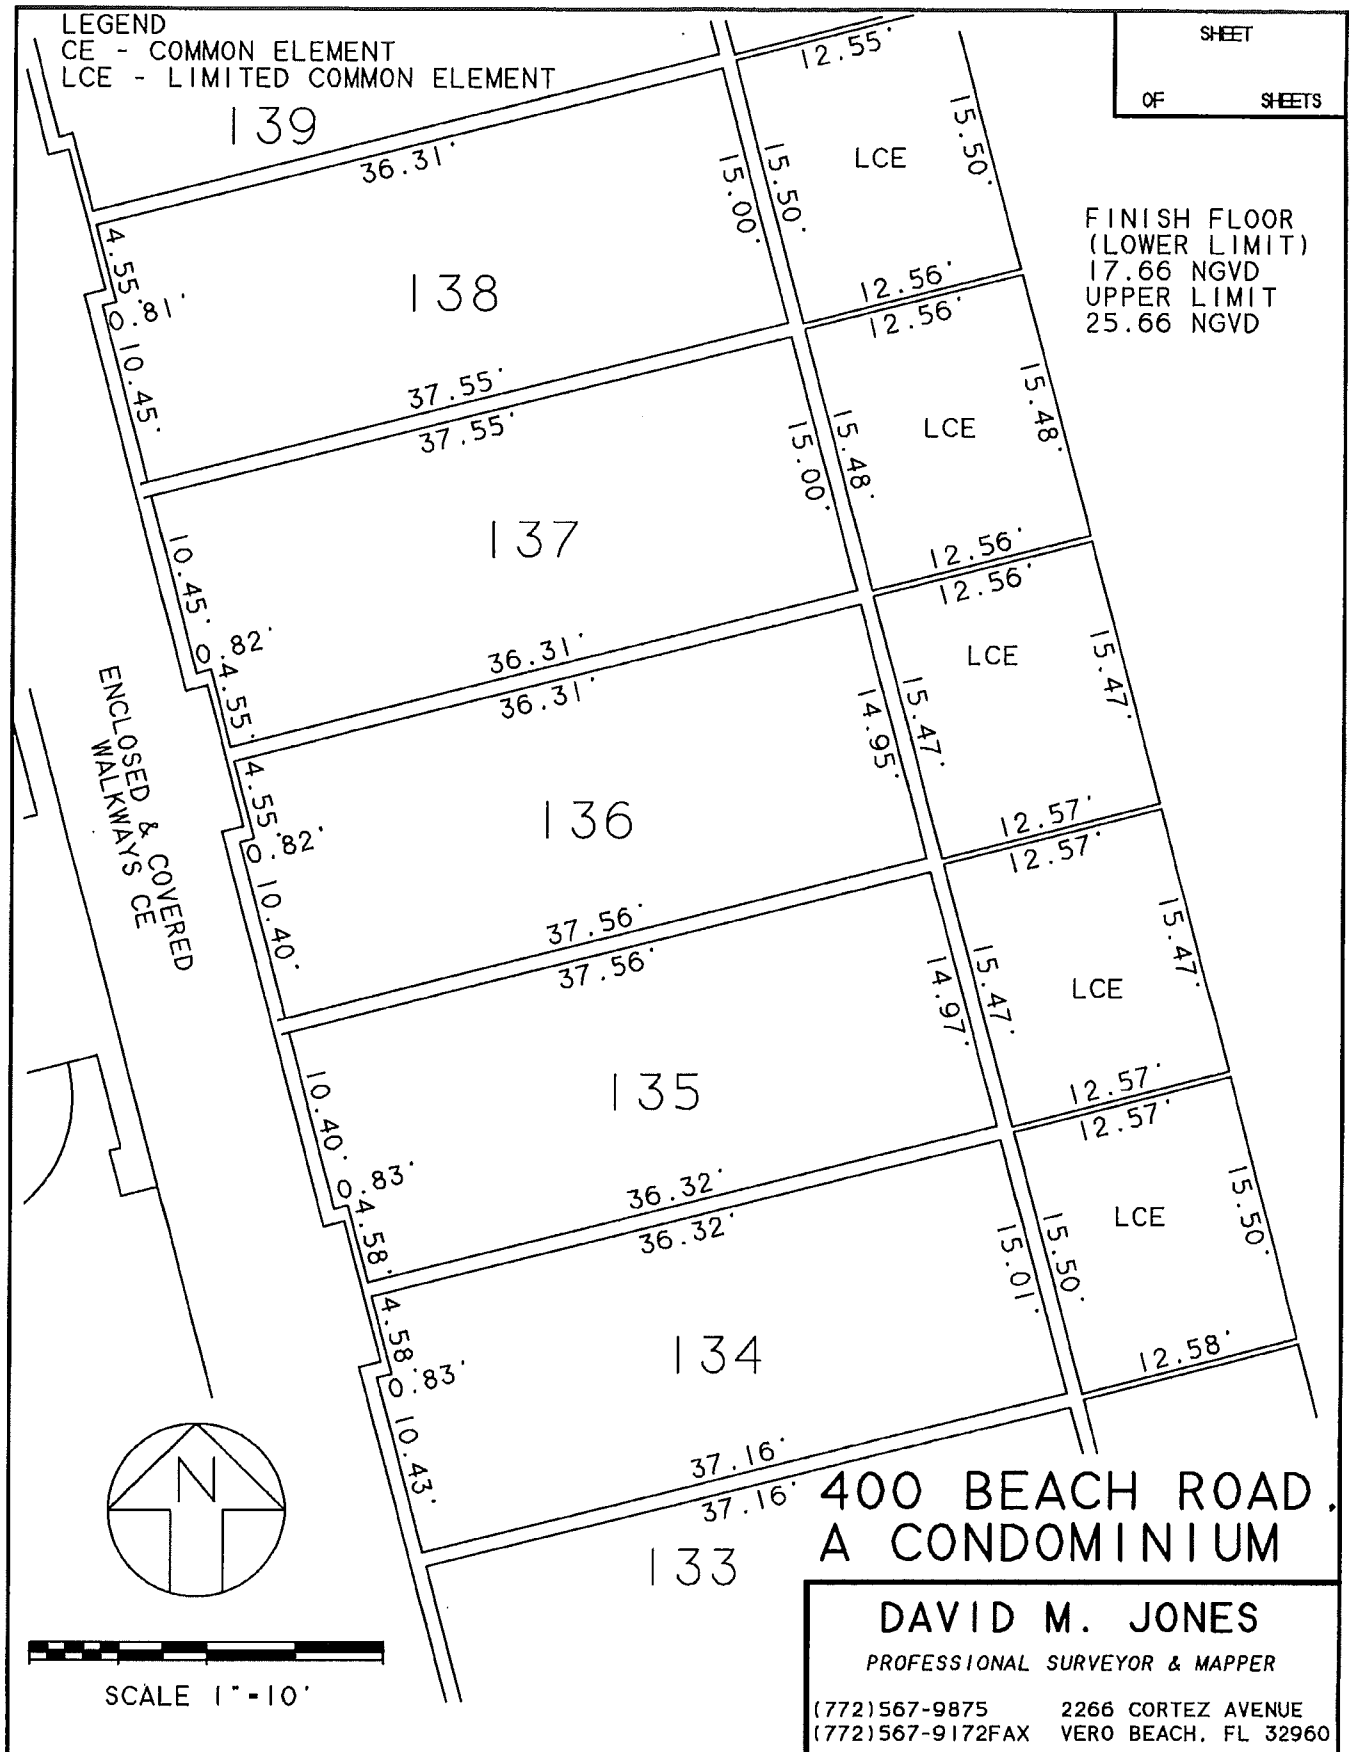 LEGEND
CE - COMMON ELEMENT
LCE - LIMITED COMMON ELEMENT
SHEET
OF SHEETS
139
36.31'
12.55'
15.00'
15.50'
LCE
15.50'
FINISH FLOOR
(LOWER LIMIT)
17.66 NGVD
UPPER LIMIT
25.66 NGVD
4.55'
0.81'
10.45'
138
12.56'
12.56'
37.55'
37.55'
15.00'
15.48'
LCE
15.48'
137
10.45'
0.82'
4.55'
12.56'
12.56'
36.31'
36.31'
14.95'
15.47'
LCE
15.47'
ENCLOSED & COVERED
WALKWAYS CE
4.55'
0.82'
10.40'
136
12.57'
12.57'
37.56'
37.56'
14.97'
15.47'
LCE
15.47'
135
10.40'
0.83'
4.58'
12.57'
12.57'
36.32'
36.32'
15.01'
15.50'
LCE
15.50'
4.58'
0.83'
10.43'
134
12.58'
37.16'
37.16'
133
N
SCALE 1"=10'
400 BEACH ROAD,
A CONDOMINIUM
DAVID M. JONES
PROFESSIONAL SURVEYOR & MAPPER
(772)567-9875 2266 CORTEZ AVENUE
(772)567-9172FAX VERO BEACH, FL 32960